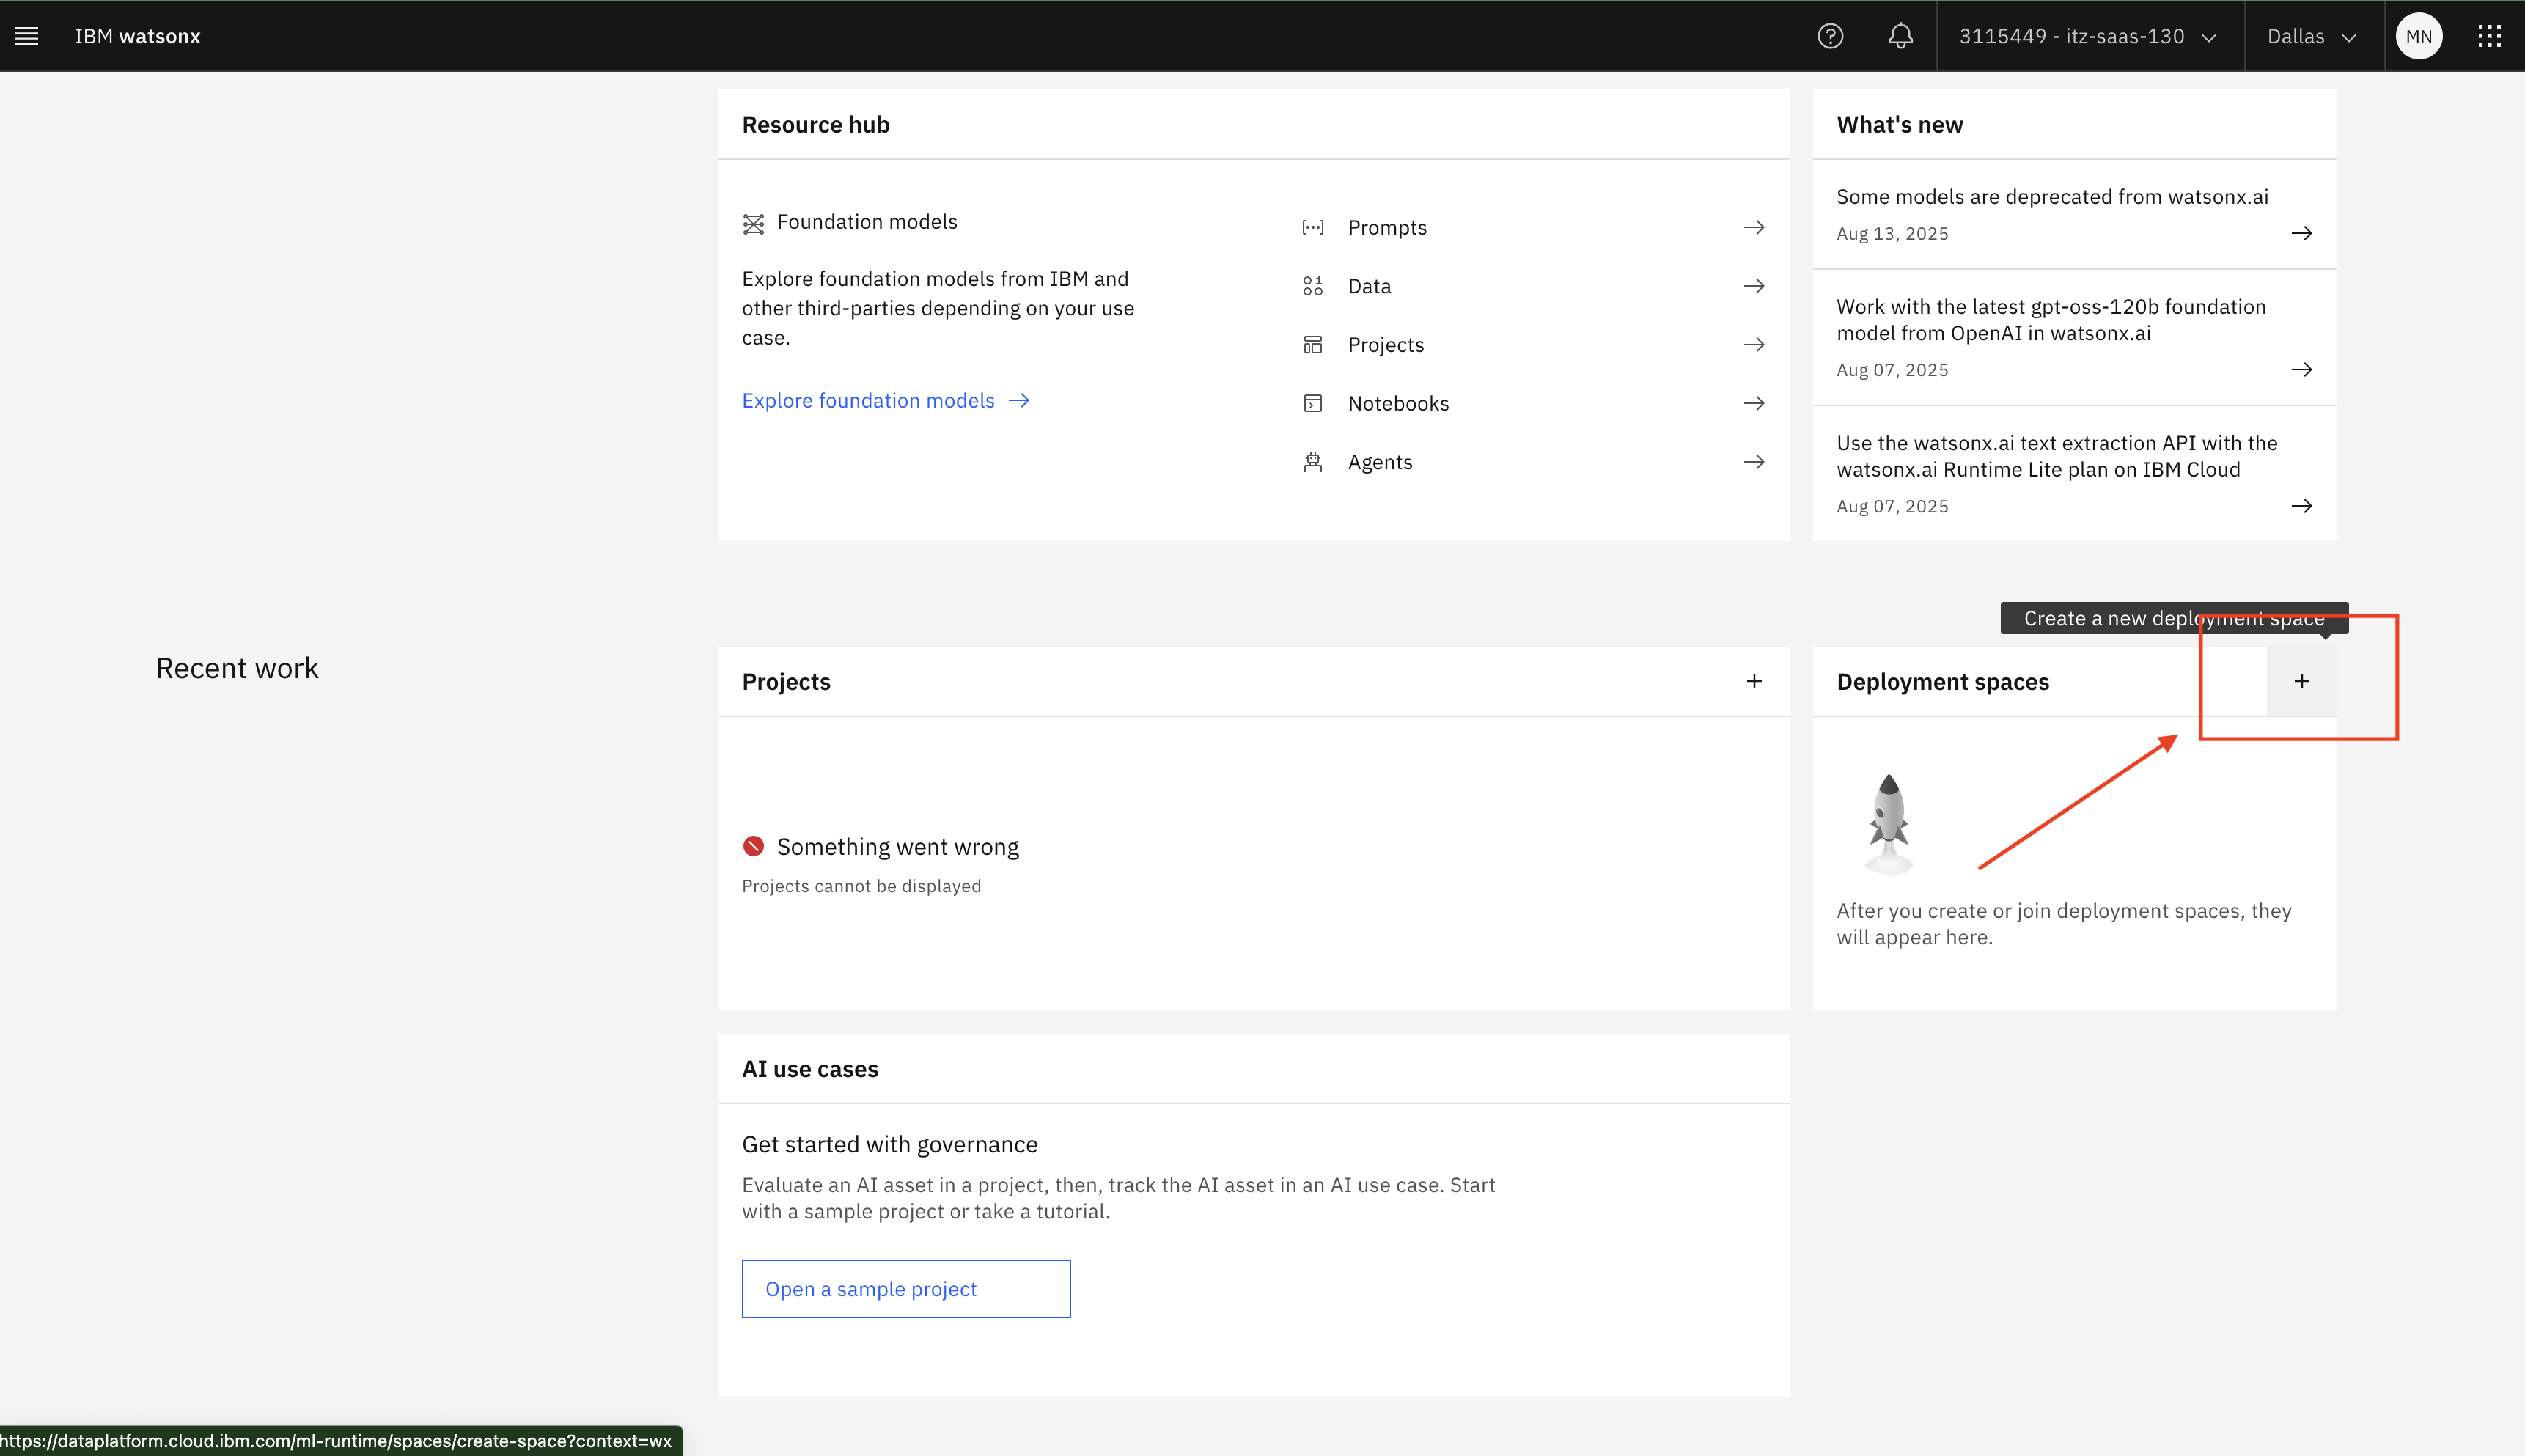 IBM watsonx
3115449 - itz-saas-130
Dallas
MN
Resource hub
Foundation models
Explore foundation models from IBM and
other third-parties depending on your use
case.
Explore foundation models
Prompts
Data
Projects
Notebooks
Agents
What's new
Some models are deprecated from watsonx.ai
Aug 13, 2025
Work with the latest gpt-oss-120b foundation
model from OpenAI in watsonx.ai
Aug 07, 2025
Use the watsonx.ai text extraction API with the
watsonx.ai Runtime Lite plan on IBM Cloud
Aug 07, 2025
Recent work
Projects
Something went wrong
Projects cannot be displayed
Create a new deployment space
Deployment spaces
After you create or join deployment spaces, they
will appear here.
AI use cases
Get started with governance
Evaluate an AI asset in a project, then, track the AI asset in an AI use case. Start
with a sample project or take a tutorial.
Open a sample project
https://dataplatform.cloud.ibm.com/ml-runtime/spaces/create-space?context=wx